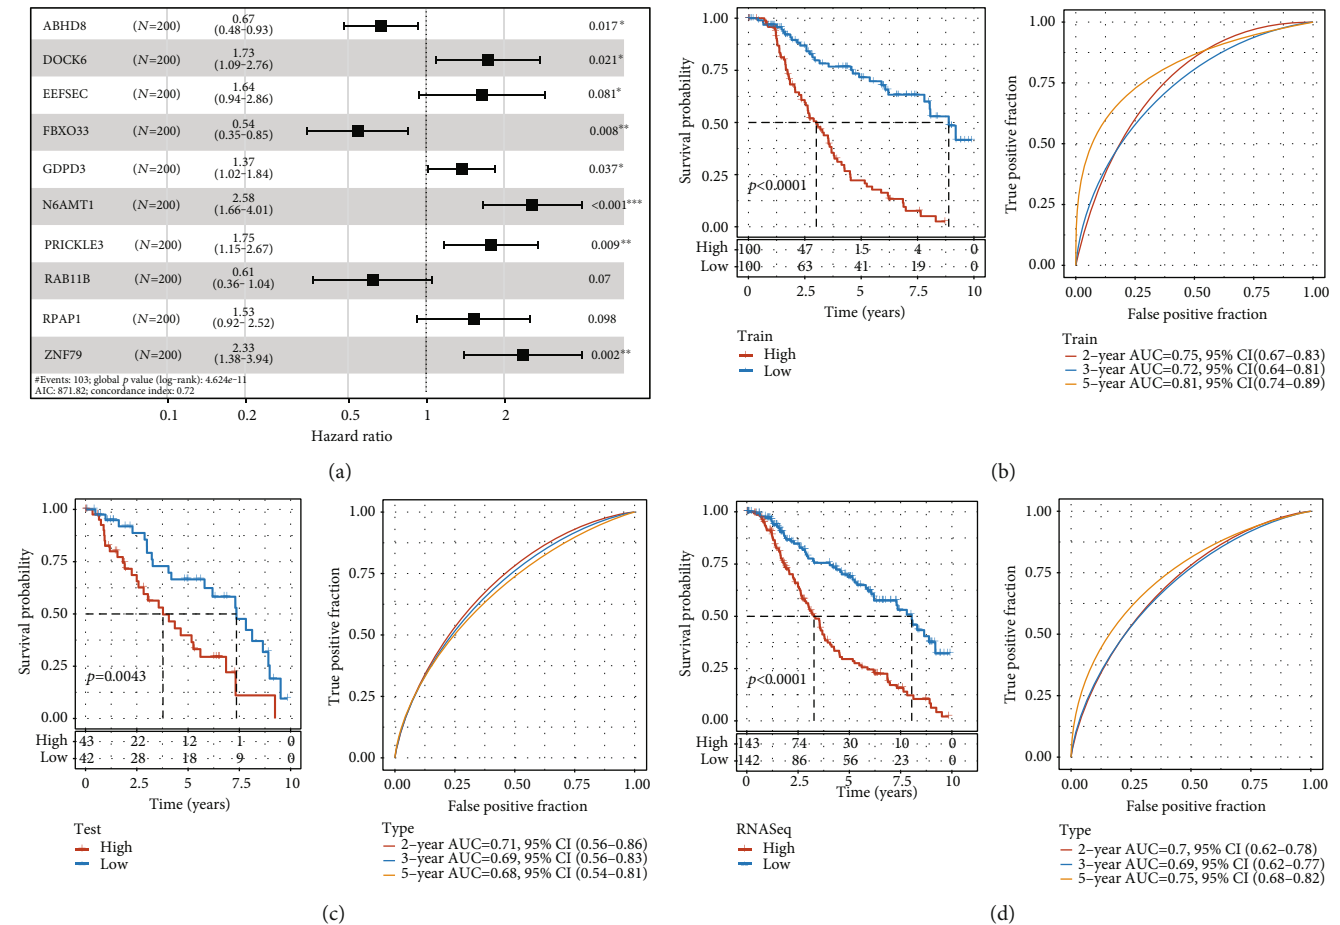 ABHD8 (N=200) 0.67 (0.48–0.93) 0.017*
DOCK6 (N=200) 1.73 (1.09–2.76) 0.021*
EEFSEC (N=200) 1.64 (0.94–2.86) 0.081*
FBXO33 (N=200) 0.54 (0.35–0.85) 0.008**
GDPD3 (N=200) 1.37 (1.02–1.84) 0.037*
N6AMT1 (N=200) 2.58 (1.66–4.01) <0.001***
PRICKLE3 (N=200) 1.75 (1.15–2.67) 0.009**
RAB11B (N=200) 0.61 (0.36– 1.04) 0.07
RPAP1 (N=200) 1.53 (0.92– 2.52) 0.098
ZNF79 (N=200) 2.33 (1.38–3.94) 0.002**
#Events: 103; global p value (log–rank): 4.624e–11
AIC: 871.82; concordance index: 0.72
0.1 0.2 0.5 1 2
Hazard ratio
(a)
Survival probability
1.00
0.75
0.50
0.25
0.00
p<0.0001
High 100 47 15 4 0
Low 100 63 41 19 0
0 2.5 5 7.5 10
Time (years)
Train
High
Low
True positive fraction
1.00
0.75
0.50
0.25
0.00
0.00 0.25 0.50 0.75 1.00
False positive fraction
Train
2–year AUC=0.75, 95% CI(0.67–0.83)
3–year AUC=0.72, 95% CI(0.64–0.81)
5–year AUC=0.81, 95% CI(0.74–0.89)
(b)
Survival probability
1.00
0.75
0.50
0.25
0.00
p=0.0043
High 43 22 12 1 0
Low 42 28 18 9 0
0 2.5 5 7.5 10
Time (years)
Test
High
Low
True positive fraction
1.00
0.75
0.50
0.25
0.00
0.00 0.25 0.50 0.75 1.00
False positive fraction
Type
2–year AUC=0.71, 95% CI (0.56–0.86)
3–year AUC=0.69, 95% CI (0.56–0.83)
5–year AUC=0.68, 95% CI (0.54–0.81)
(c)
Survival probability
1.00
0.75
0.50
0.25
0.00
p<0.0001
High 143 74 30 10 0
Low 142 86 56 23 0
0 2.5 5 7.5 10
Time (years)
RNASeq
High
Low
True positive fraction
1.00
0.75
0.50
0.25
0.00
0.00 0.25 0.50 0.75 1.00
False positive fraction
Type
2–year AUC=0.7, 95% CI (0.62–0.78)
3–year AUC=0.69, 95% CI (0.62–0.77)
5–year AUC=0.75, 95% CI (0.68–0.82)
(d)